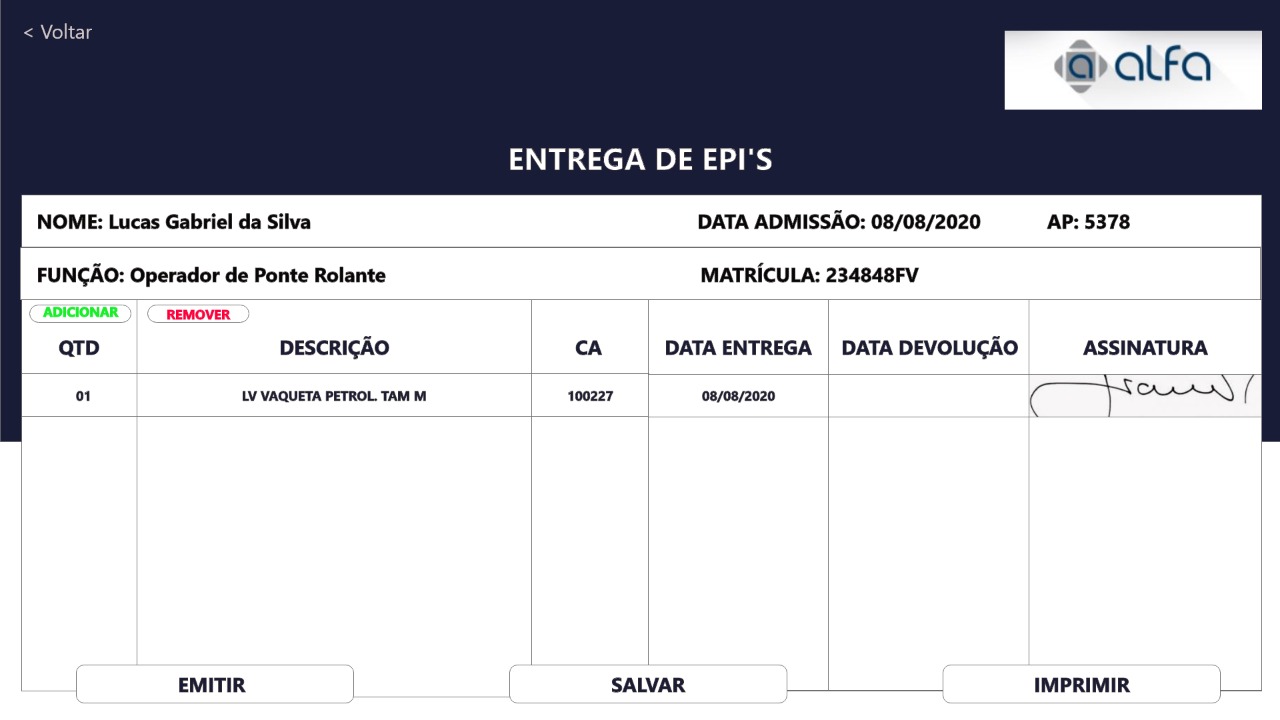 < Voltar
alfa
ENTREGA DE EPI'S
NOME: Lucas Gabriel da Silva DATA ADMISSÃO: 08/08/2020 AP: 5378
FUNÇÃO: Operador de Ponte Rolante MATRÍCULA: 234848FV
ADICIONAR REMOVER
QTD DESCRIÇÃO CA DATA ENTREGA DATA DEVOLUÇÃO ASSINATURA
01 LV VAQUETA PETROL. TAM M 100227 08/08/2020
EMITIR SALVAR IMPRIMIR